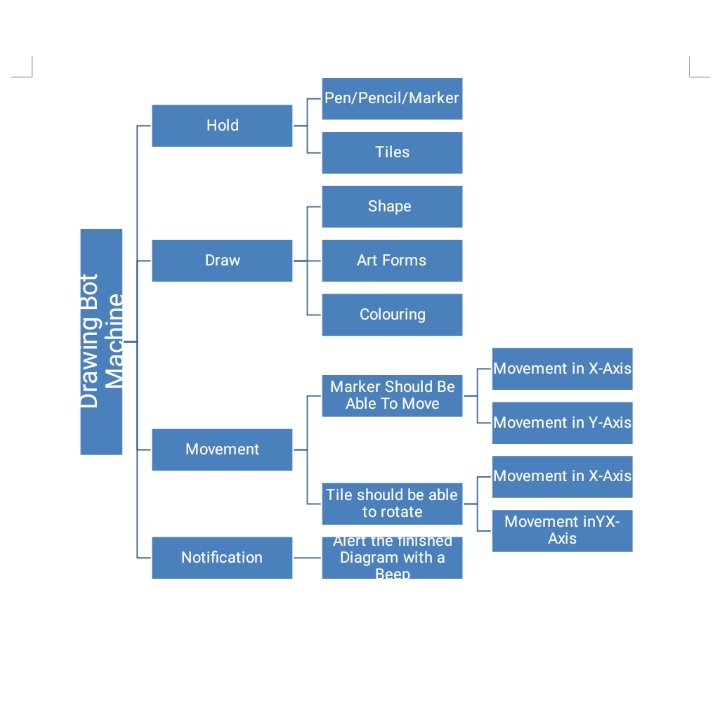 Drawing Bot
Machine
Hold
Pen/Pencil/Marker
Tiles
Draw
Shape
Art Forms
Colouring
Movement
Marker Should Be
Able To Move
Movement in X-Axis
Movement in Y-Axis
Tile should be able
to rotate
Movement in X-Axis
Movement inYX-
Axis
Notification
Alert the finished
Diagram with a
Beep